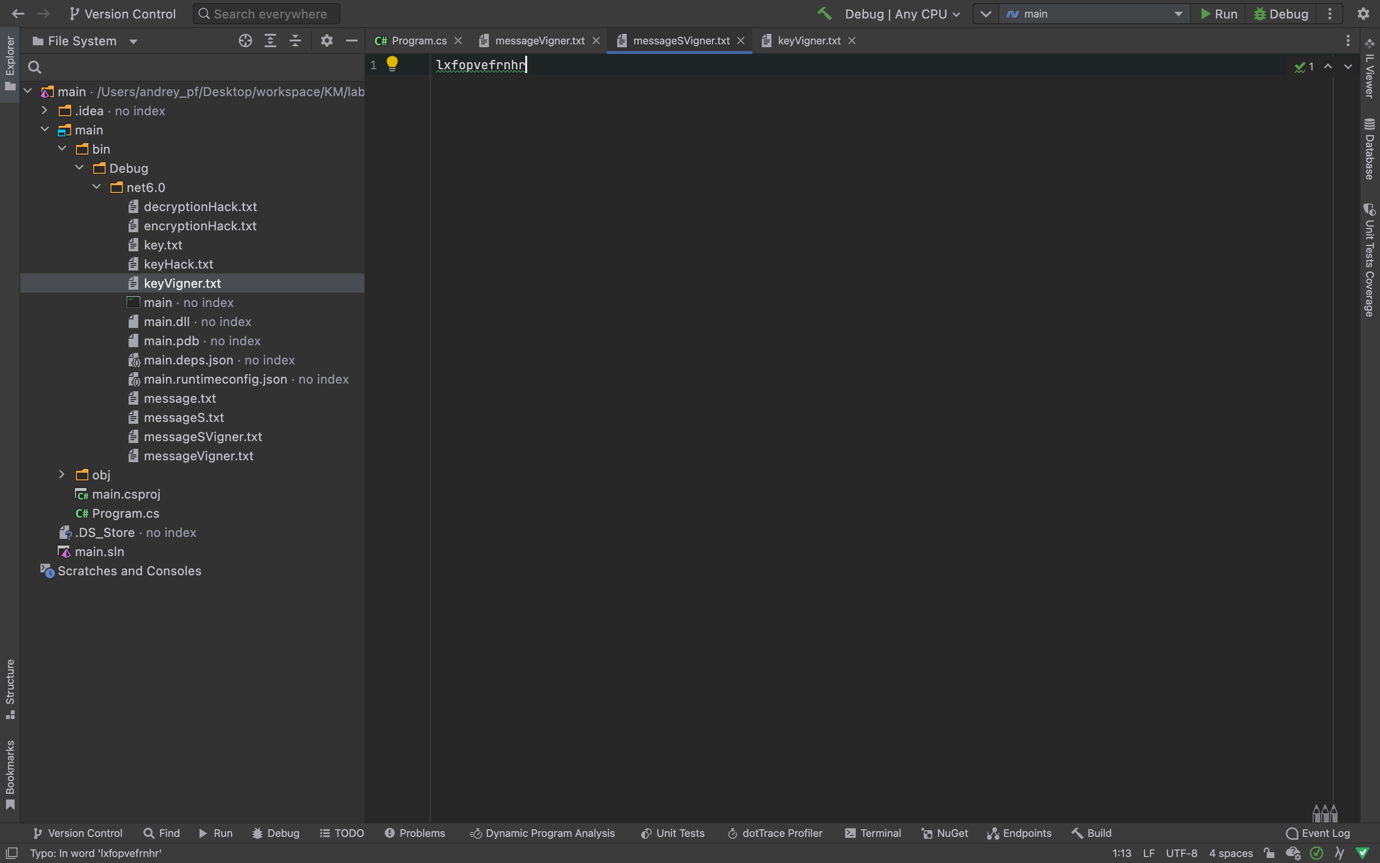 Version Control
Search everywhere
Debug | Any CPU
main
Run
Debug
Explorer
File System
C# Program.cs
messageVigner.txt
messageSVigner.txt
keyVigner.txt
1
lxfopvefrnhr
1
main · /Users/andrey_pf/Desktop/workspace/KM/lab
.idea · no index
main
bin
Debug
net6.0
decryptionHack.txt
encryptionHack.txt
key.txt
keyHack.txt
keyVigner.txt
main · no index
main.dll · no index
main.pdb · no index
main.deps.json · no index
main.runtimeconfig.json · no index
message.txt
messageS.txt
messageSVigner.txt
messageVigner.txt
obj
main.csproj
C# Program.cs
.DS_Store · no index
main.sln
Scratches and Consoles
IL Viewer
Database
Unit Tests Coverage
Structure
Bookmarks
Version Control
Find
Run
Debug
TODO
Problems
Dynamic Program Analysis
Unit Tests
dotTrace Profiler
Terminal
NuGet
Endpoints
Build
Event Log
Typo: In word 'lxfopvefrnhr'
1:13
LF
UTF-8
4 spaces